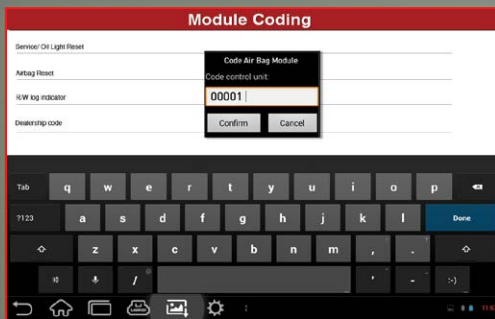 Module Coding
Service/ Oil Light Reset
Airbag Reset
R/W log indicator
Dealership code
Code Air Bag Module
Code control unit:
00001
Confirm Cancel
Tab q w e r t y u i o p
?123 a s d f g h j k l Done
z x c v b n m , .
/ ' - :-)